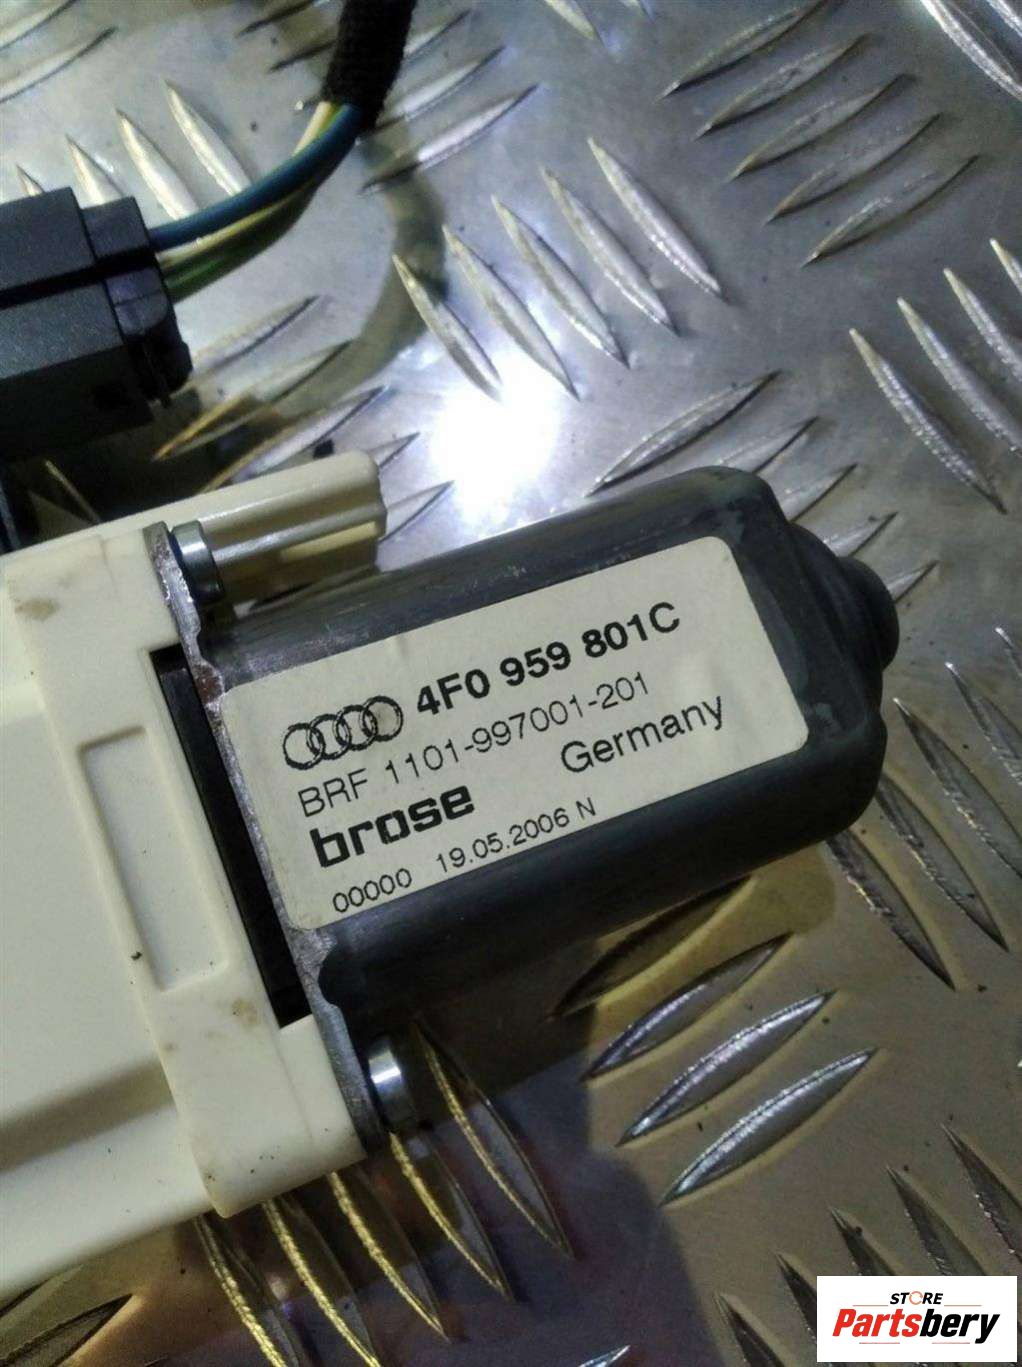 4F0 959 801C
BRF 1101-997001-201
brose Germany
00000 19.05.2006 N
STORE
Partsbery